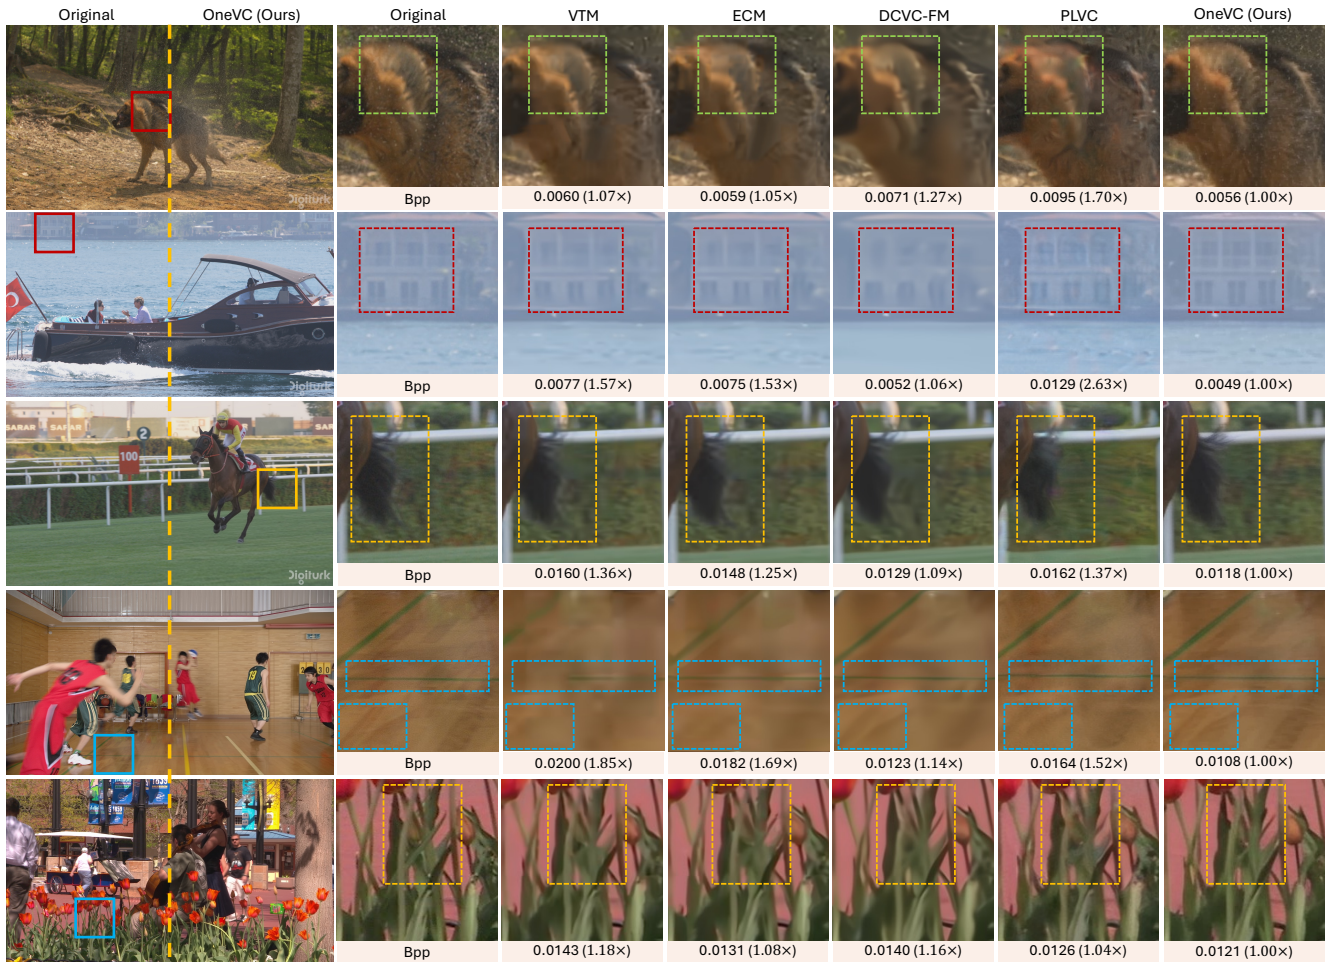 Original OneVC (Ours) Original VTM ECM DCVC-FM PLVC OneVC (Ours)
Digiturk
Bpp 0.0060 (1.07×) 0.0059 (1.05×) 0.0071 (1.27×) 0.0095 (1.70×) 0.0056 (1.00×)
Digiturk
Bpp 0.0077 (1.57×) 0.0075 (1.53×) 0.0052 (1.06×) 0.0129 (2.63×) 0.0049 (1.00×)
SARAR SARAR SAR
2
100
Digiturk
Bpp 0.0160 (1.36×) 0.0148 (1.25×) 0.0129 (1.09×) 0.0162 (1.37×) 0.0118 (1.00×)
Bpp 0.0200 (1.85×) 0.0182 (1.69×) 0.0123 (1.14×) 0.0164 (1.52×) 0.0108 (1.00×)
Bpp 0.0143 (1.18×) 0.0131 (1.08×) 0.0140 (1.16×) 0.0126 (1.04×) 0.0121 (1.00×)